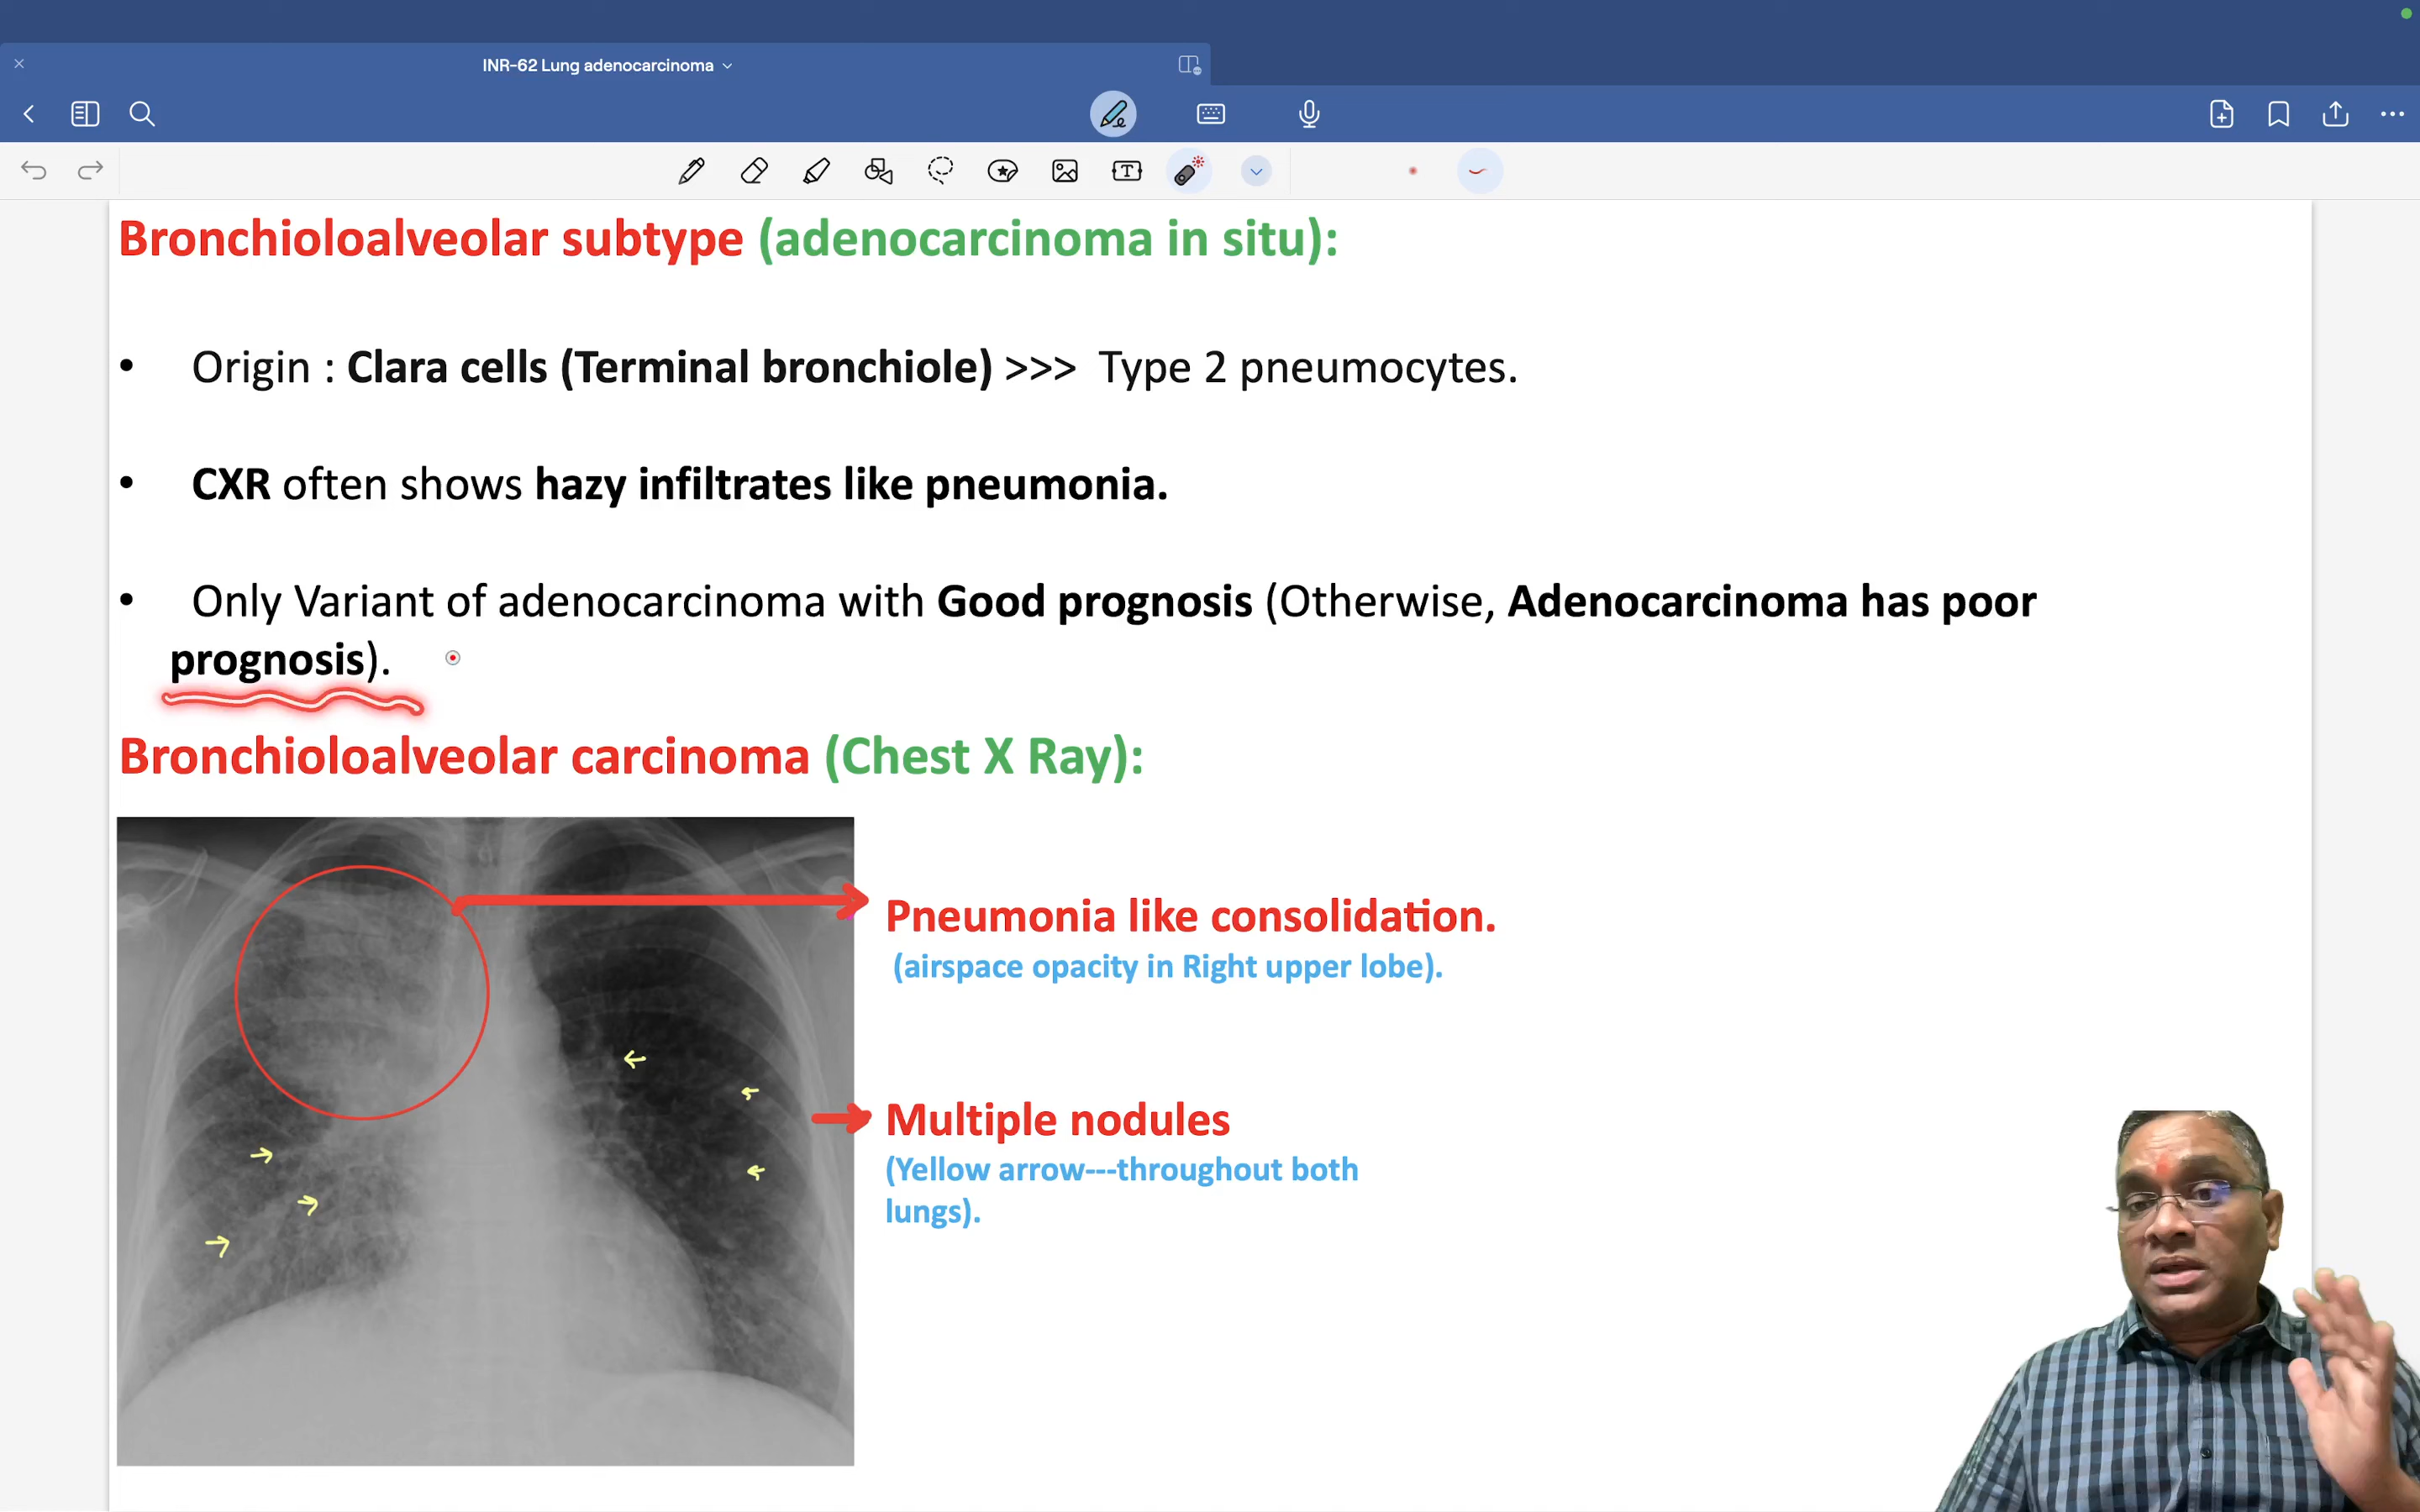 INR-62 Lung adenocarcinoma
Bronchioloalveolar subtype (adenocarcinoma in situ):
• Origin : Clara cells (Terminal bronchiole) >>> Type 2 pneumocytes.
• CXR often shows hazy infiltrates like pneumonia.
• Only Variant of adenocarcinoma with Good prognosis (Otherwise, Adenocarcinoma has poor
prognosis).
Bronchioloalveolar carcinoma (Chest X Ray):
Pneumonia like consolidation.
(airspace opacity in Right upper lobe).
Multiple nodules
(Yellow arrow---throughout both
lungs).